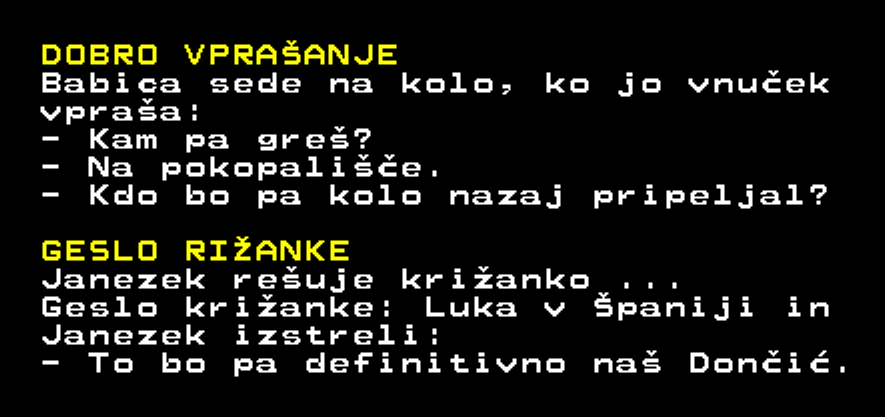 DOBRO VPRAŠANJE
Babica sede na kolo, ko jo vnuček
vpraša:
- Kam pa greš?
- Na pokopališče.
- Kdo bo pa kolo nazaj pripeljal?
GESLO RIŽANKE
Janezek rešuje križanko ...
Geslo križanke: Luka v Španiji in
Janezek izstreli:
- To bo pa definitivno naš Dončić.